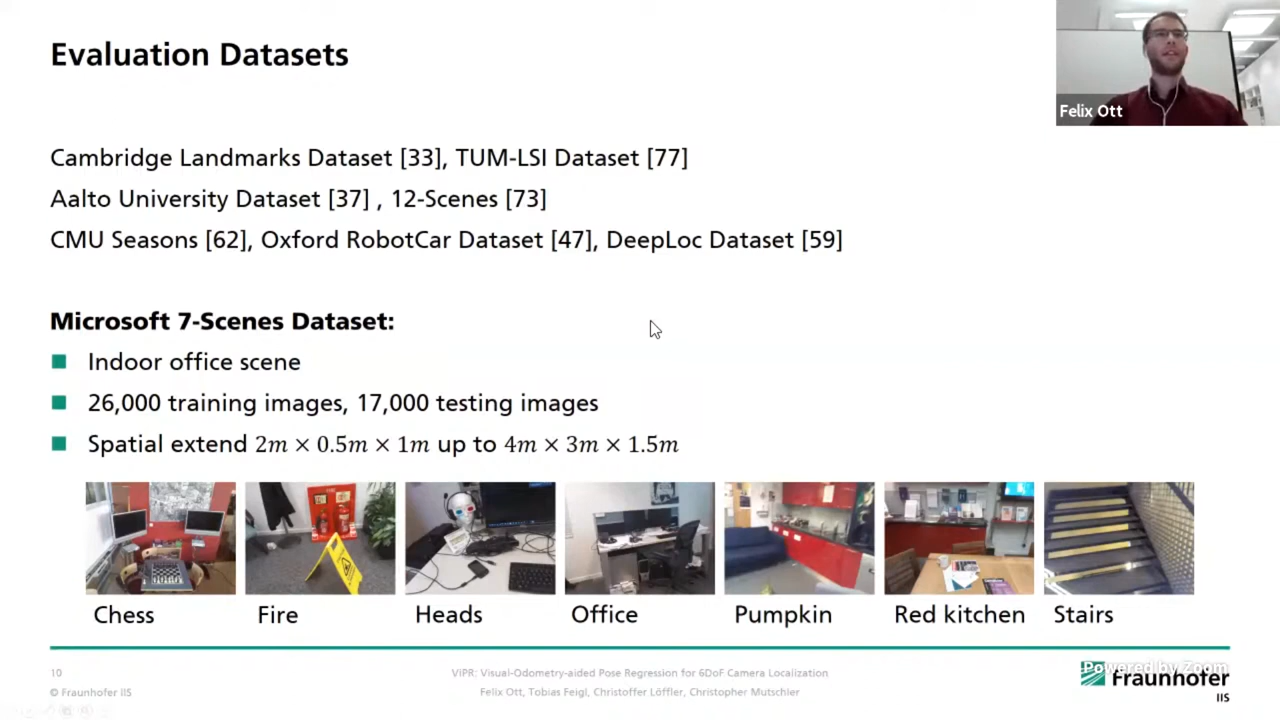 Evaluation Datasets
Felix Ott
Cambridge Landmarks Dataset [33], TUM-LSI Dataset [77]
Aalto University Dataset [37] , 12-Scenes [73]
CMU Seasons [62], Oxford RobotCar Dataset [47], DeepLoc Dataset [59]
Microsoft 7-Scenes Dataset:
Indoor office scene
26,000 training images, 17,000 testing images
Spatial extend 2m × 0.5m × 1m up to 4m × 3m × 1.5m
Chess
Fire
Heads
Office
Pumpkin
Red kitchen
Stairs
10
ViPR: Visual-Odometry-aided Pose Regression for 6DoF Camera Localization
Powered by Zoom
© Fraunhofer IIS
Felix Ott, Tobias Feigl, Christoffer Löffler, Christopher Mutschler
Fraunhofer
IIS